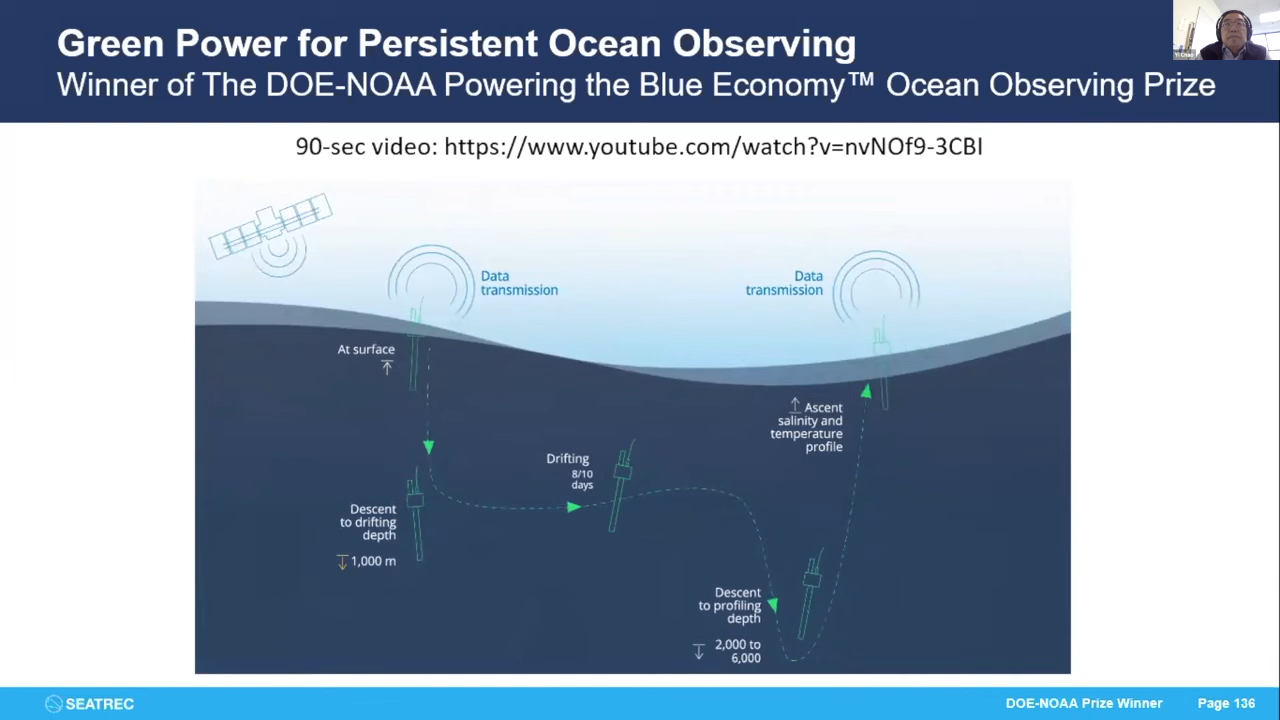 Green Power for Persistent Ocean Observing
Winner of The DOE-NOAA Powering the Blue Economy™ Ocean Observing Prize
Yi Chao
90-sec video: https://www.youtube.com/watch?v=nvNOf9-3CBI
Data
transmission
Data
transmission
At surface
Ascent
salinity and
temperature
profile
Drifting
8/10
days
Descent
to drifting
depth
1,000 m
Descent
to profiling
depth
2,000 to
6,000
SEATREC
DOE-NOAA Prize Winner
Page 136